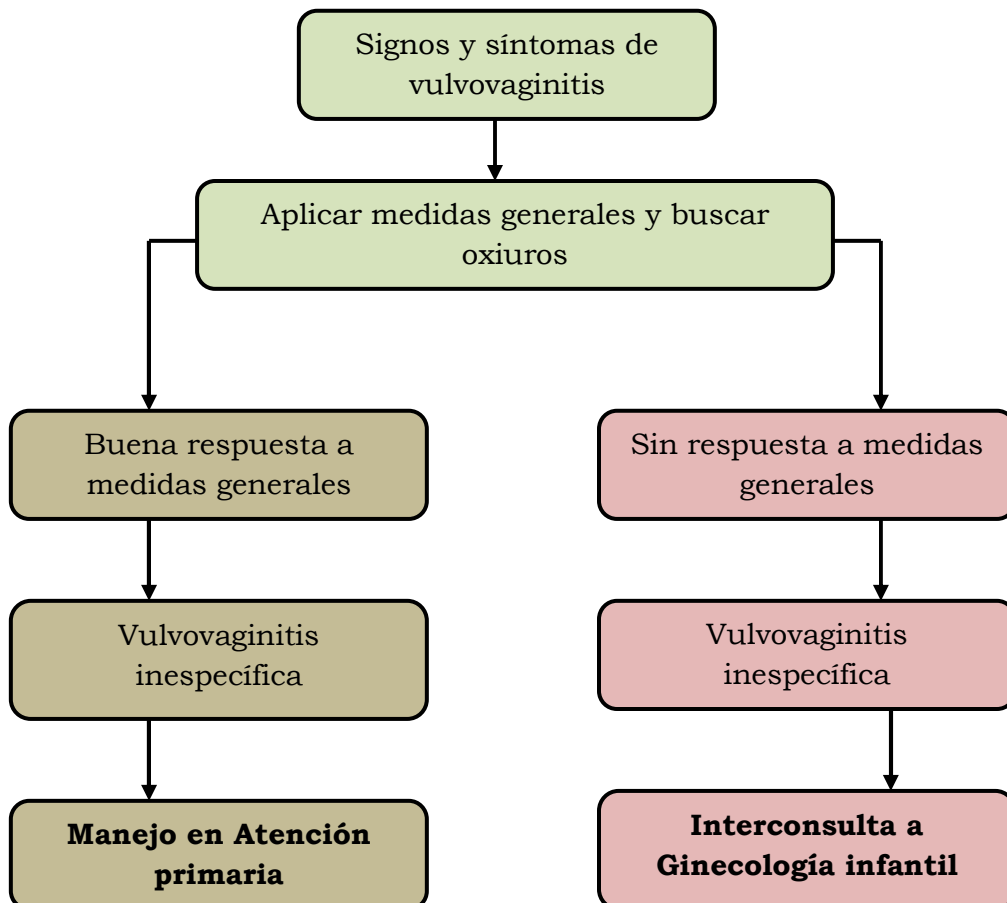 Signos y síntomas de
vulvovaginitis
Aplicar medidas generales y buscar
oxiuros
Buena respuesta a
medidas generales
Sin respuesta a medidas
generales
Vulvovaginitis
inespecífica
Vulvovaginitis
inespecífica
Manejo en Atención
primaria
Interconsulta a
Ginecología infantil